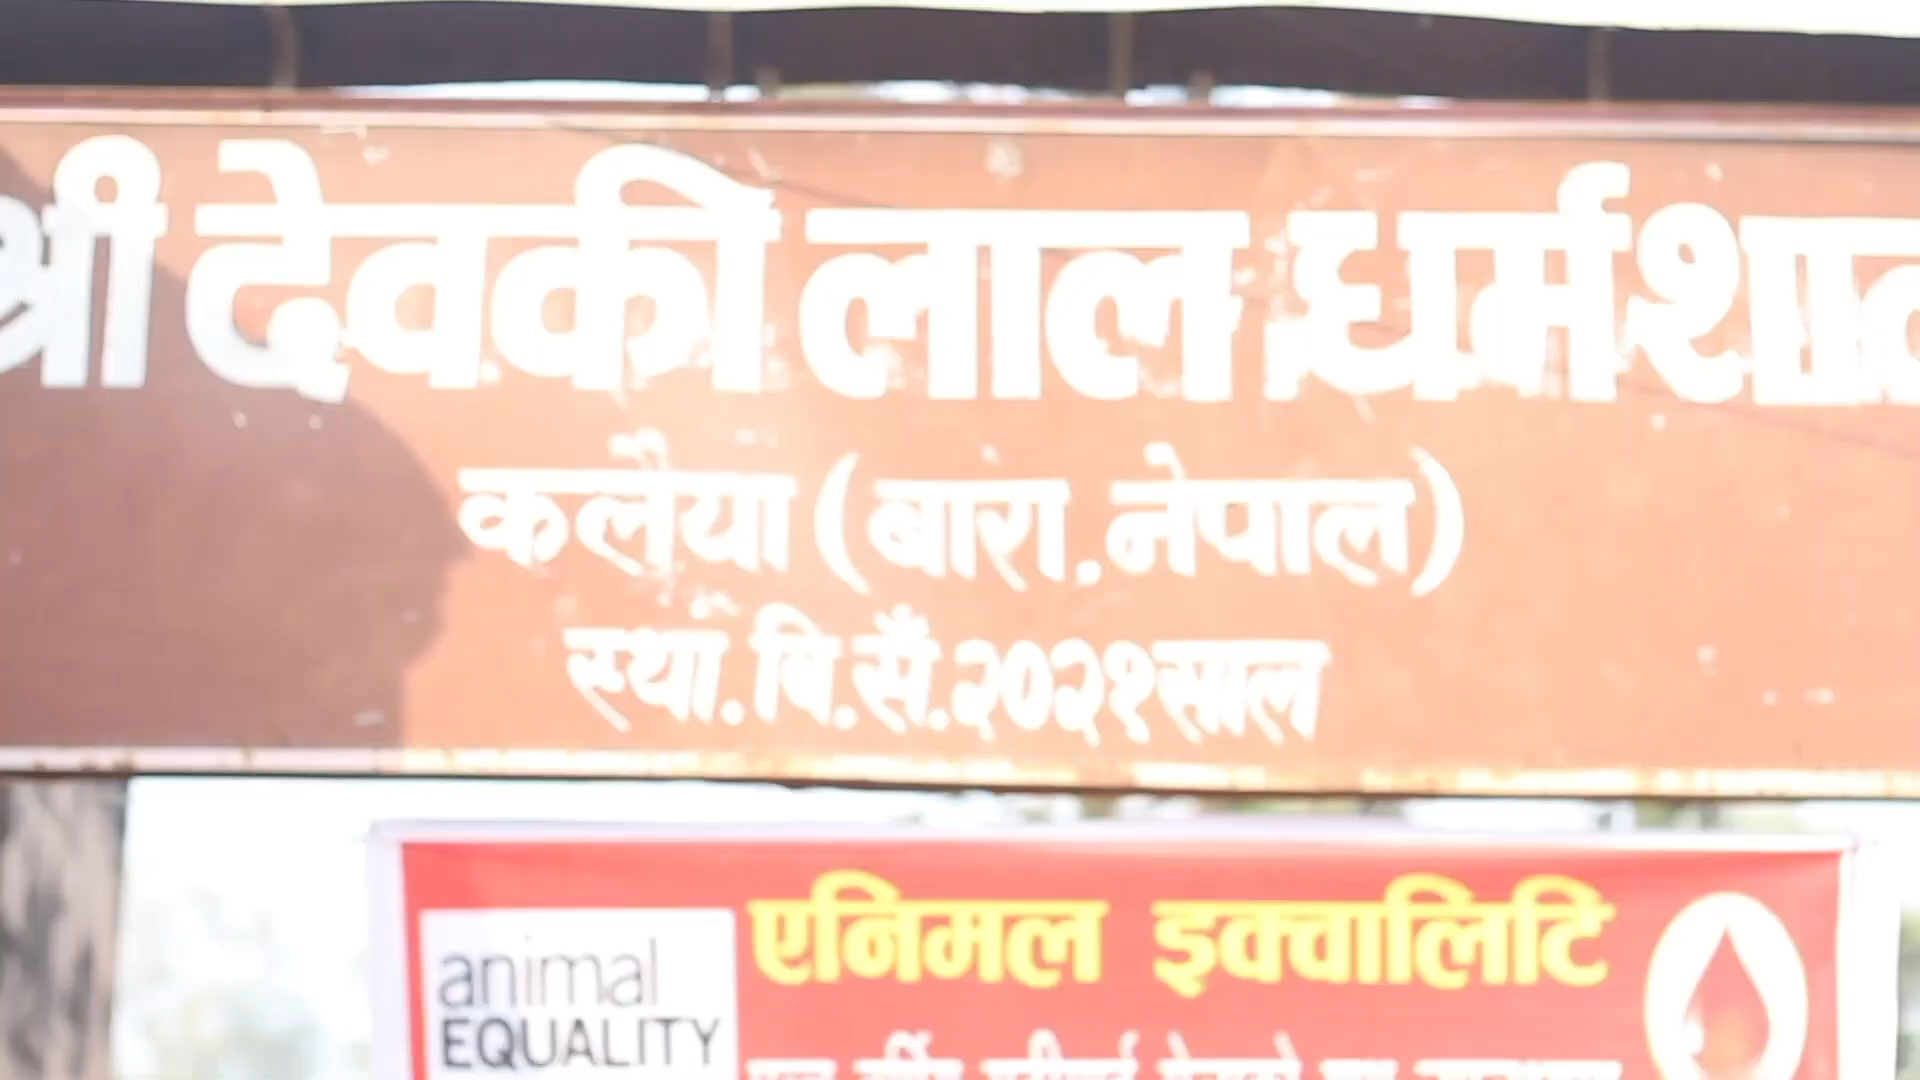 श्री देवकी लाल धर्मशाल
कलैया (बारा, नेपाल)
स्था. बि.सँ. २०२१ साल
एनिमल इक्वालिटि
animal
EQUALITY